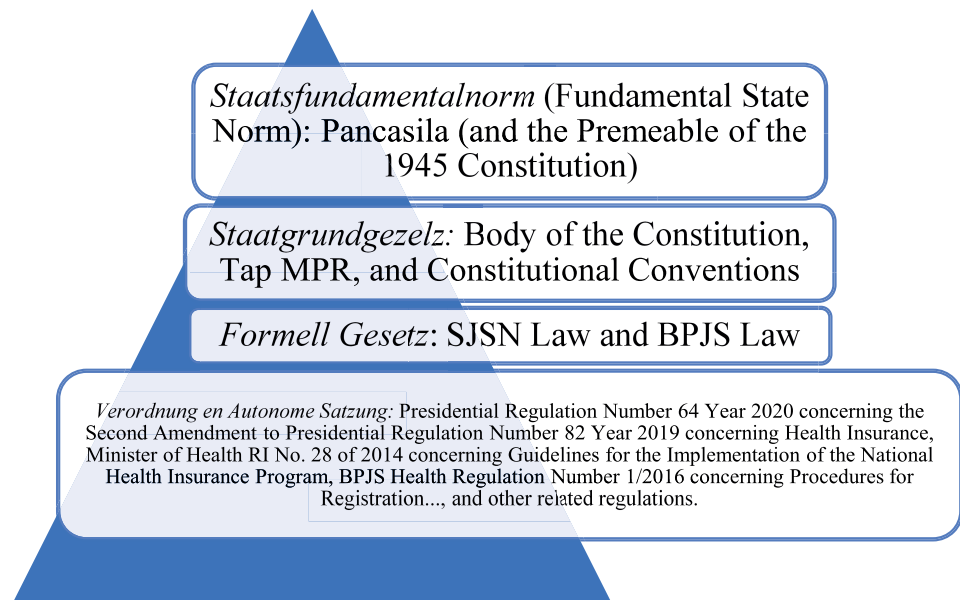 Staatsfundamentalnorm (Fundamental State
Norm): Pancasila (and the Premeable of the
1945 Constitution)
Staatgrundgezelz: Body of the Constitution,
Tap MPR, and Constitutional Conventions
Formell Gesetz: SJSN Law and BPJS Law
Verordnung en Autonome Satzung: Presidential Regulation Number 64 Year 2020 concerning the
Second Amendment to Presidential Regulation Number 82 Year 2019 concerning Health Insurance,
Minister of Health RI No. 28 of 2014 concerning Guidelines for the Implementation of the National
Health Insurance Program, BPJS Health Regulation Number 1/2016 concerning Procedures for
Registration..., and other related regulations.